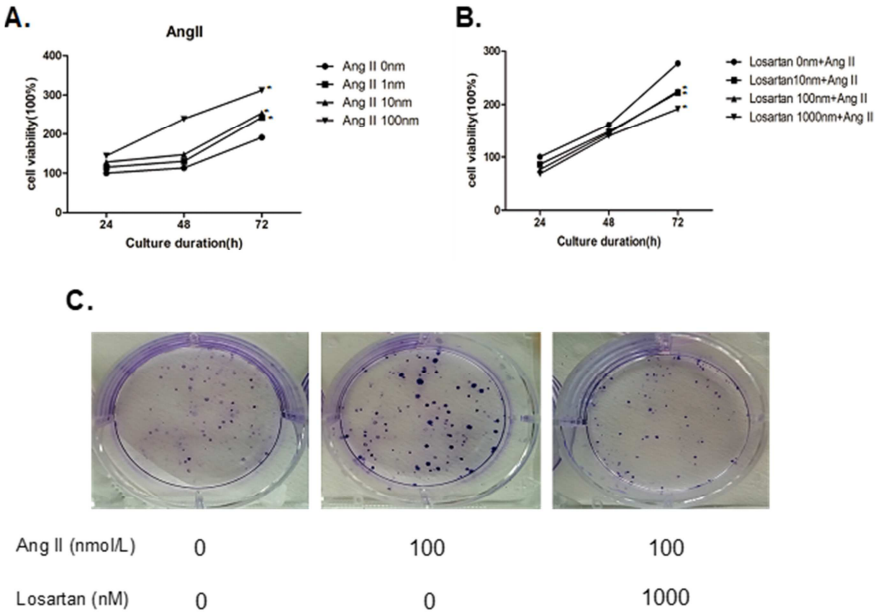 A.
AngII
400
300
200
100
0
24
48
72
cell viability(100%)
Culture duration(h)
Ang II 0nm
Ang II 1nm
Ang II 10nm
Ang II 100nm
*
*
*
B.
300
200
100
0
24
48
72
cell viability(100%)
Culture duration(h)
Losartan 0nm+Ang II
Losartan10nm+Ang II
Losartan 100nm+Ang II
Losartan 1000nm+Ang II
*
*
*
C.
Ang II (nmol/L) 0 100 100
Losartan (nM) 0 0 1000